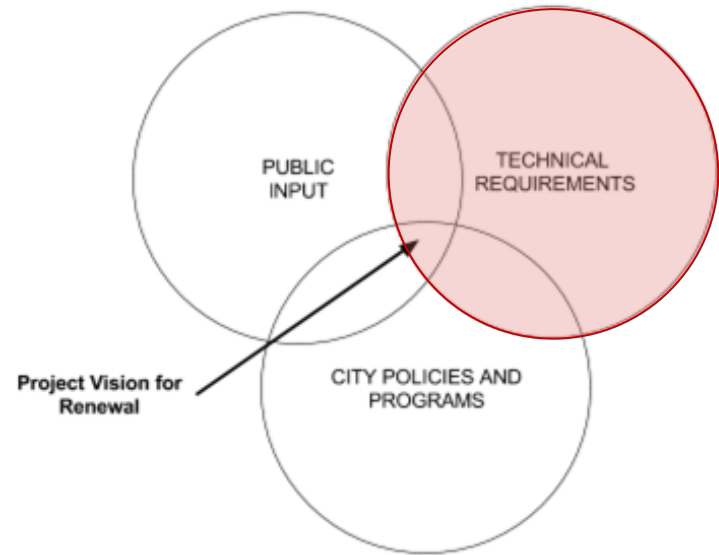 PUBLIC
INPUT
TECHNICAL
REQUIREMENTS
Project Vision for
Renewal
CITY POLICIES AND
PROGRAMS